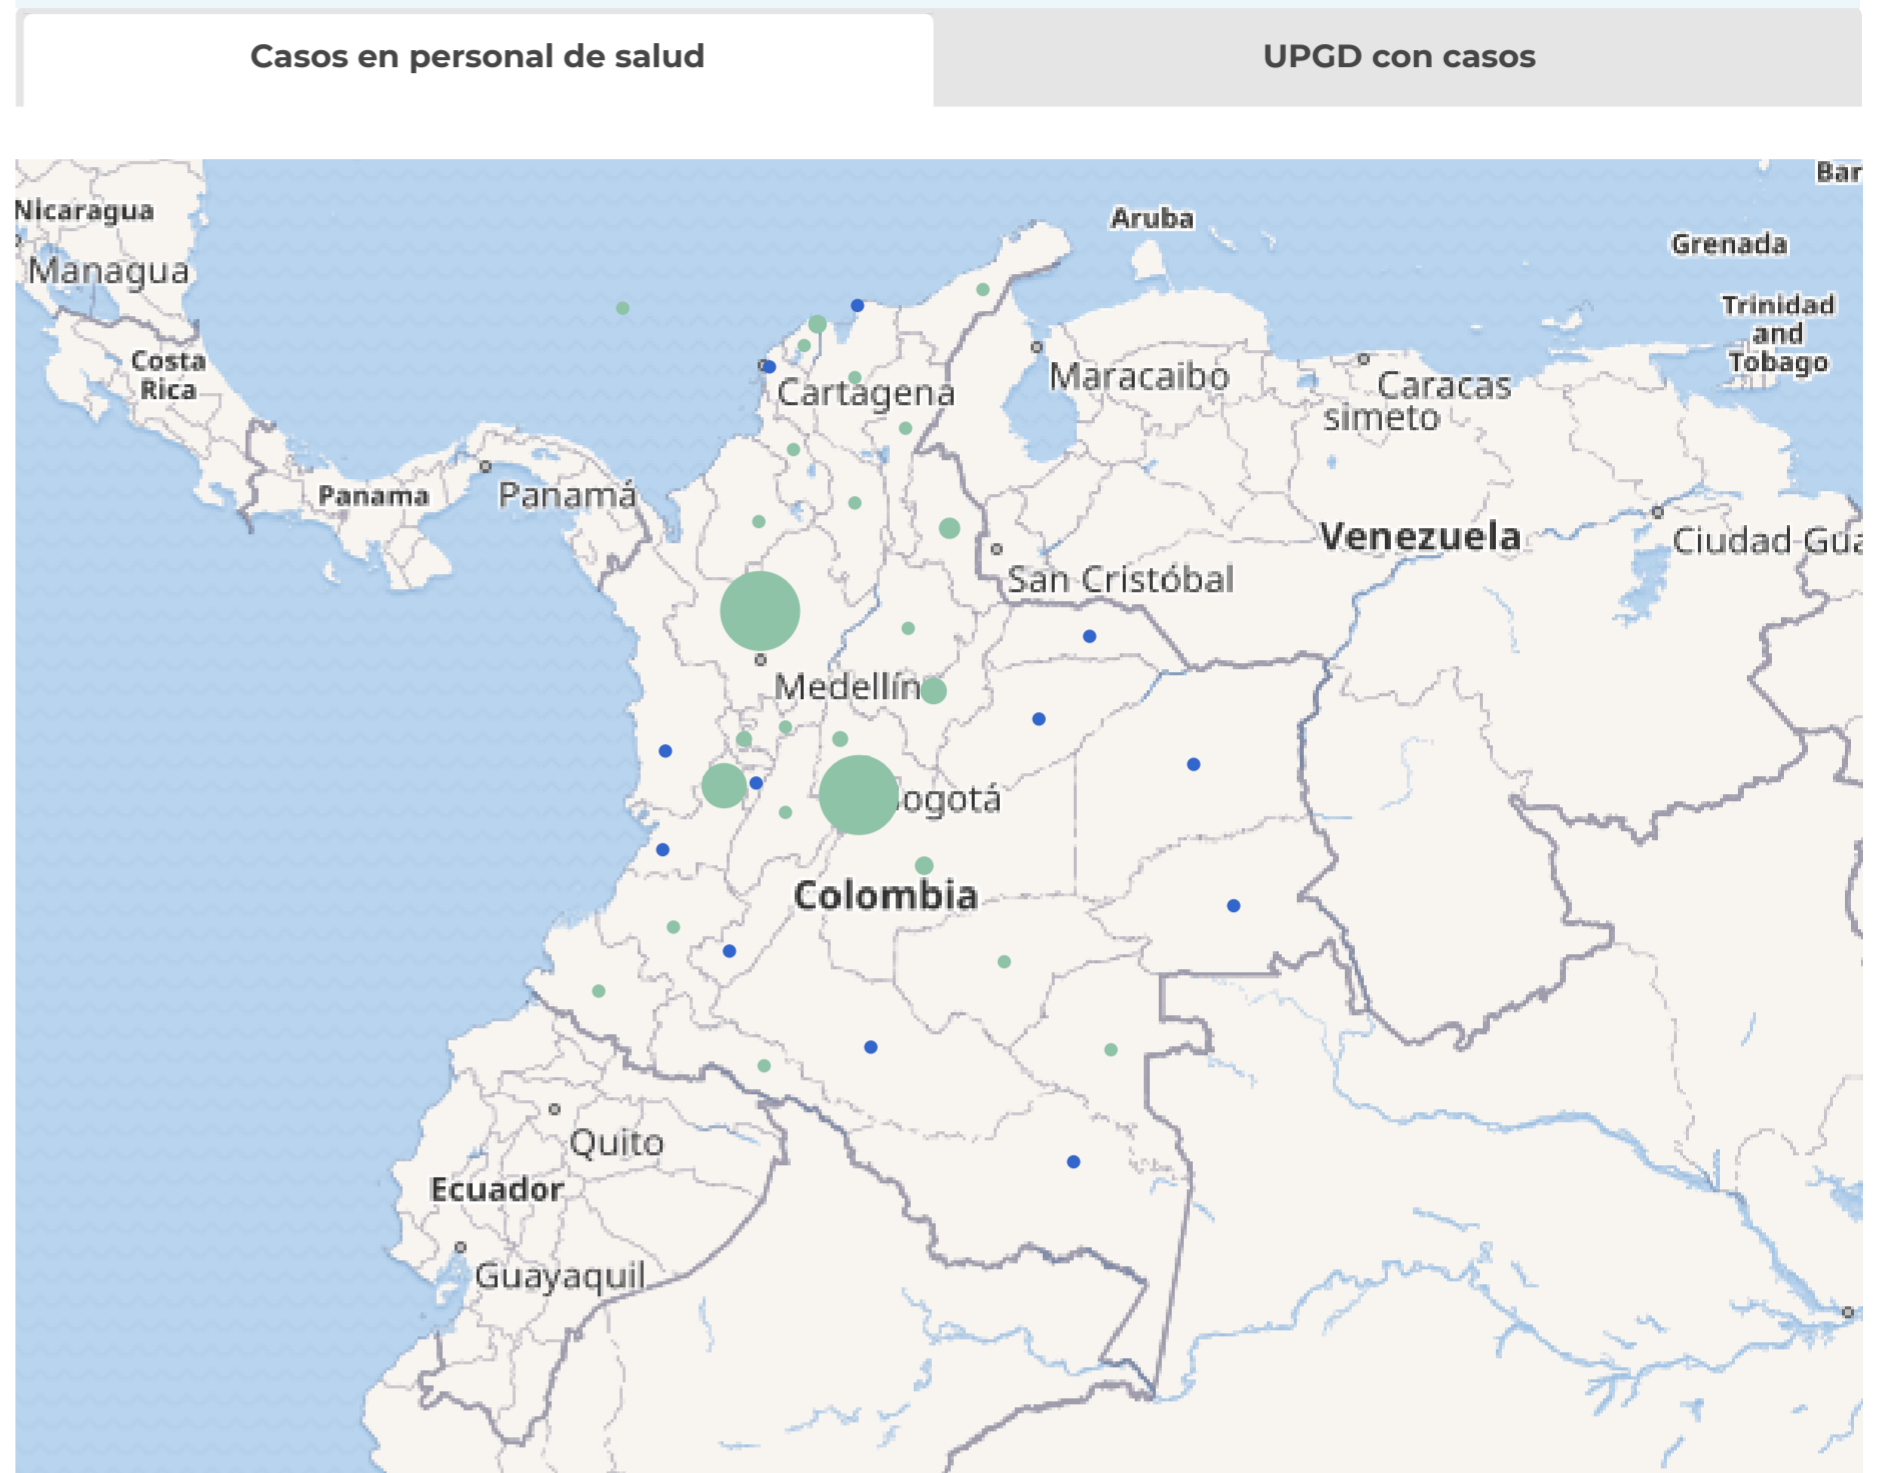 Casos en personal de salud
UPGD con casos
Bar
Nicaragua
Aruba
Grenada
Managua
Trinidad
and
Tobago
Costa
Rica
Cartagena
Maracaibo
Caracas
simeto
Panama
Panamá
Venezuela
Ciudad Gua
San Cristóbal
Medellín
ogotá
Colombia
Quito
Ecuador
Guayaquil